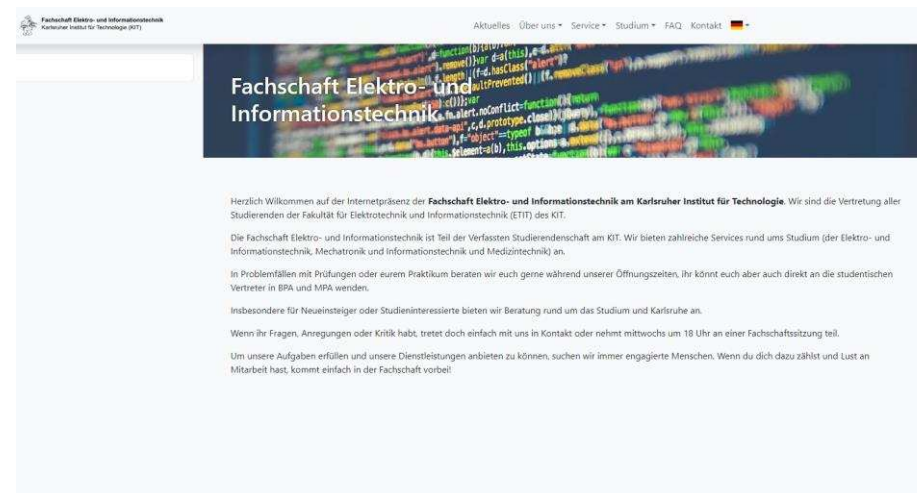 Fachschaft Elektro- und Informationstechnik
Karlsruher Institut für Technologie (KIT)
Aktuelles Über uns Service Studium FAQ Kontakt
Fachschaft Elektro- und
Informationstechnik
Herzlich Wilkommen auf der Internetpräsenz der Fachschaft Elektro- und Informationstechnik am Karlsruher Institut für Technologie. Wir sind die Vertretung aller
Studierenden der Fakultät für Elektrotechnik und Informationstechnik (ETIT) des KIT.
Die Fachschaft Elektro- und Informationstechnik ist Teil der Verfassten Studierendenschaft am KIT. Wir bieten zahlreiche Services rund ums Studium (der Elektro- und
Informationstechnik, Mechatronik und Informationstechnik und Medizintechnik) an.
In Problemfällen mit Prüfungen oder eurem Praktikum beraten wir euch gerne während unserer Öffnungszeiten, ihr könnt euch aber auch direkt an die studentischen
Vertreter in BPA und MPA wenden.
Insbesondere für Neueinsteiger oder Studieninteressierte bieten wir Beratung rund um das Studium und Karlsruhe an.
Wenn ihr Fragen, Anregungen oder Kritik habt, tretet doch einfach mit uns in Kontakt oder nehmt mittwochs um 18 Uhr an einer Fachschaftssitzung teil.
Um unsere Aufgaben erfüllen und unsere Dienstleistungen anbieten zu können, suchen wir immer engagierte Menschen. Wenn du dich dazu zählst und Lust an
Mitarbeit hast, kommt einfach in der Fachschaft vorbei!